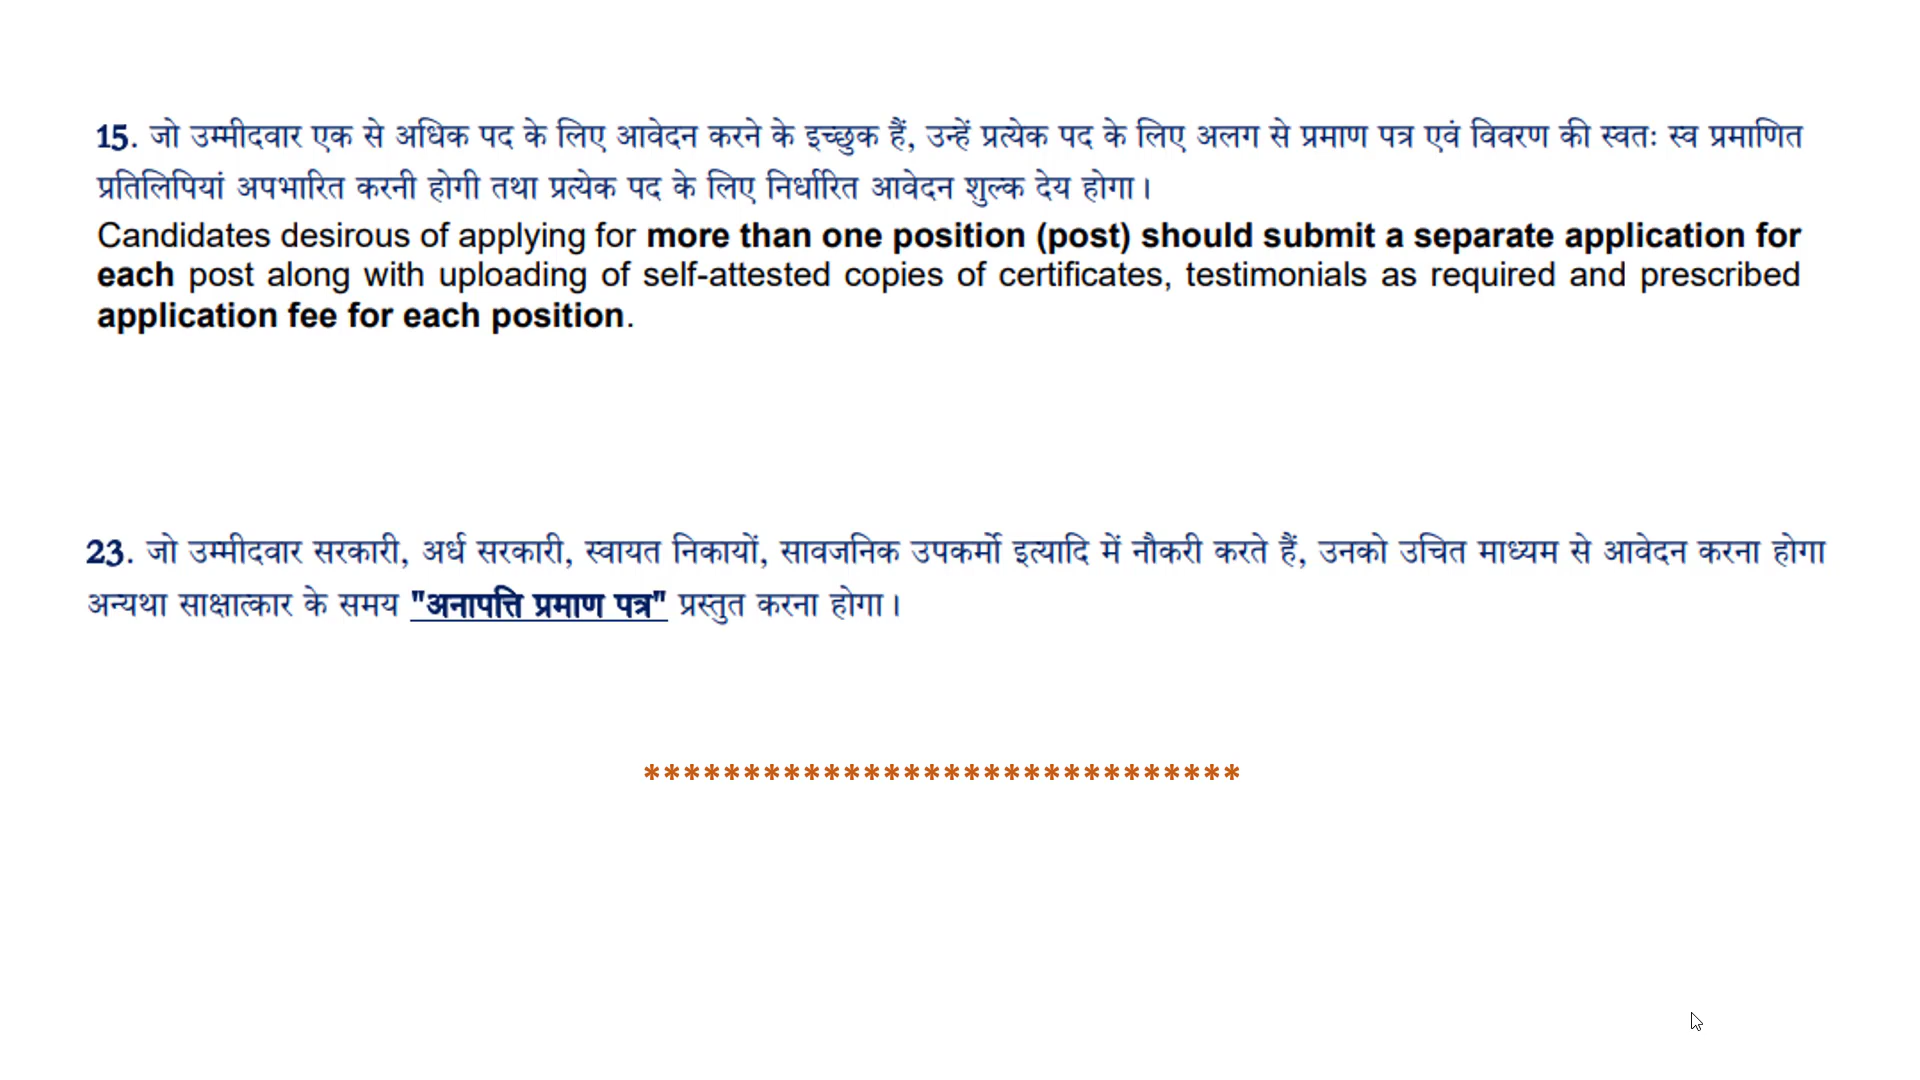 15. जो उम्मीदवार एक से अधिक पद के लिए आवेदन करने के इच्छुक हैं, उन्हें प्रत्येक पद के लिए अलग से प्रमाण पत्र एवं विवरण की स्वतः स्व प्रमाणित
प्रतिलिपियां अपभारित करनी होगी तथा प्रत्येक पद के लिए निर्धारित आवेदन शुल्क देय होगा।
Candidates desirous of applying for more than one position (post) should submit a separate application for
each post along with uploading of self-attested copies of certificates, testimonials as required and prescribed
application fee for each position.
23. जो उम्मीदवार सरकारी, अर्ध सरकारी, स्वायत निकायों, सावजनिक उपकर्मो इत्यादि में नौकरी करते हैं, उनको उचित माध्यम से आवेदन करना होगा
अन्यथा साक्षात्कार के समय "अनापत्ति प्रमाण पत्र" प्रस्तुत करना होगा।
******************************